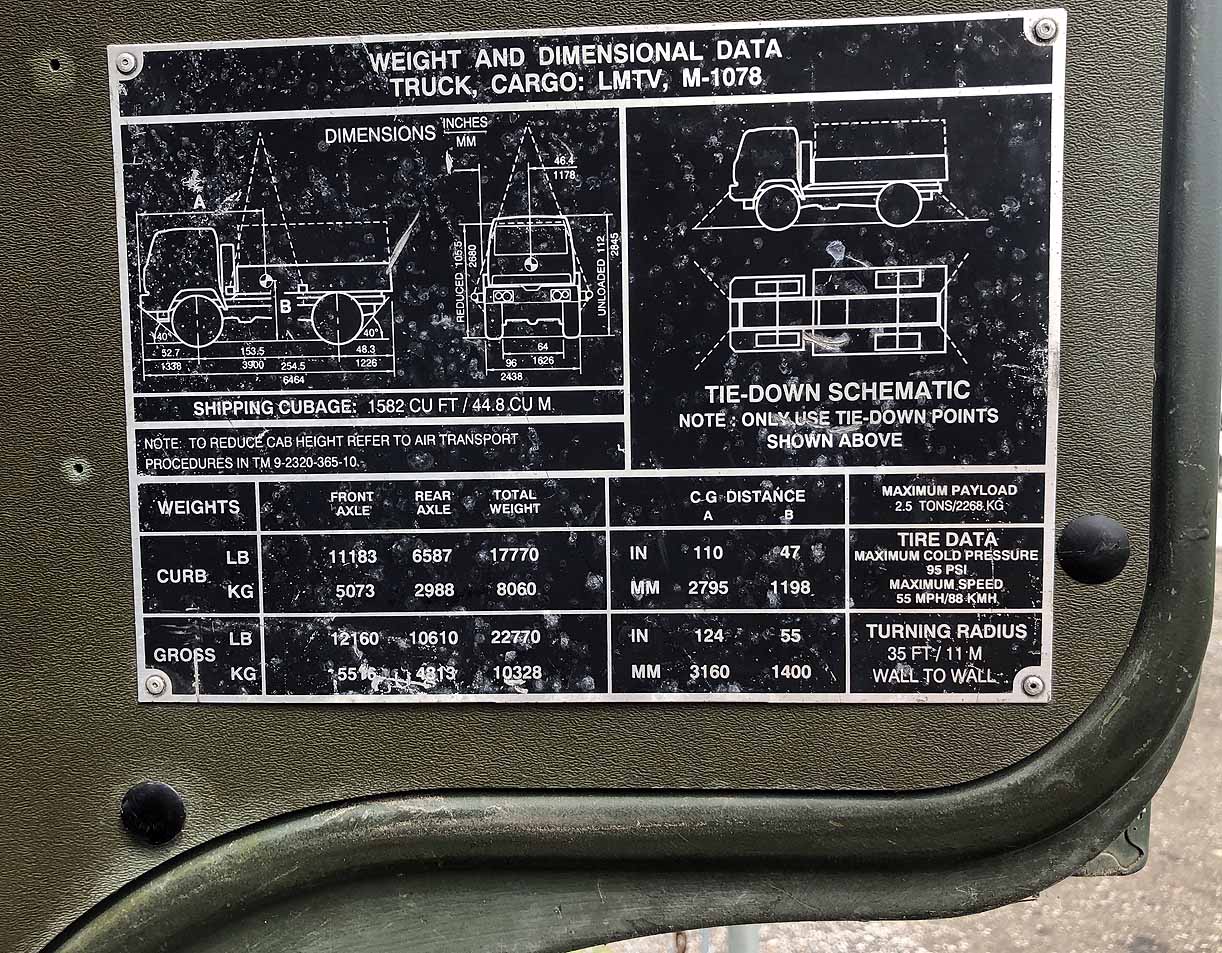 WEIGHT AND DIMENSIONAL DATA
TRUCK, CARGO: LMTV, M-1078
DIMENSIONS INCHES
MM
A
B
40°
40°
52.7
1338
153.5
3900
48.3
1226
254.5
6464
46.4
1178
REDUCED 105.5
2680
UNLOADED 112
2845
64
1626
96
2438
SHIPPING CUBAGE: 1582 CU FT / 44.8 CU M
NOTE: TO REDUCE CAB HEIGHT REFER TO AIR TRANSPORT
PROCEDURES IN TM 9-2320-365-10.
TIE-DOWN SCHEMATIC
NOTE : ONLY USE TIE-DOWN POINTS
SHOWN ABOVE
WEIGHTS FRONT AXLE REAR AXLE TOTAL WEIGHT
CURB
LB 11183 6587 17770
KG 5073 2988 8060
GROSS
LB 12160 10610 22770
KG 5516 4813 10328
C G DISTANCE
A B
IN 110 47
MM 2795 1198
IN 124 55
MM 3160 1400
MAXIMUM PAYLOAD
2.5 TONS/2268 KG
TIRE DATA
MAXIMUM COLD PRESSURE
95 PSI
MAXIMUM SPEED
55 MPH/88 KMH
TURNING RADIUS
35 FT / 11 M
WALL TO WALL